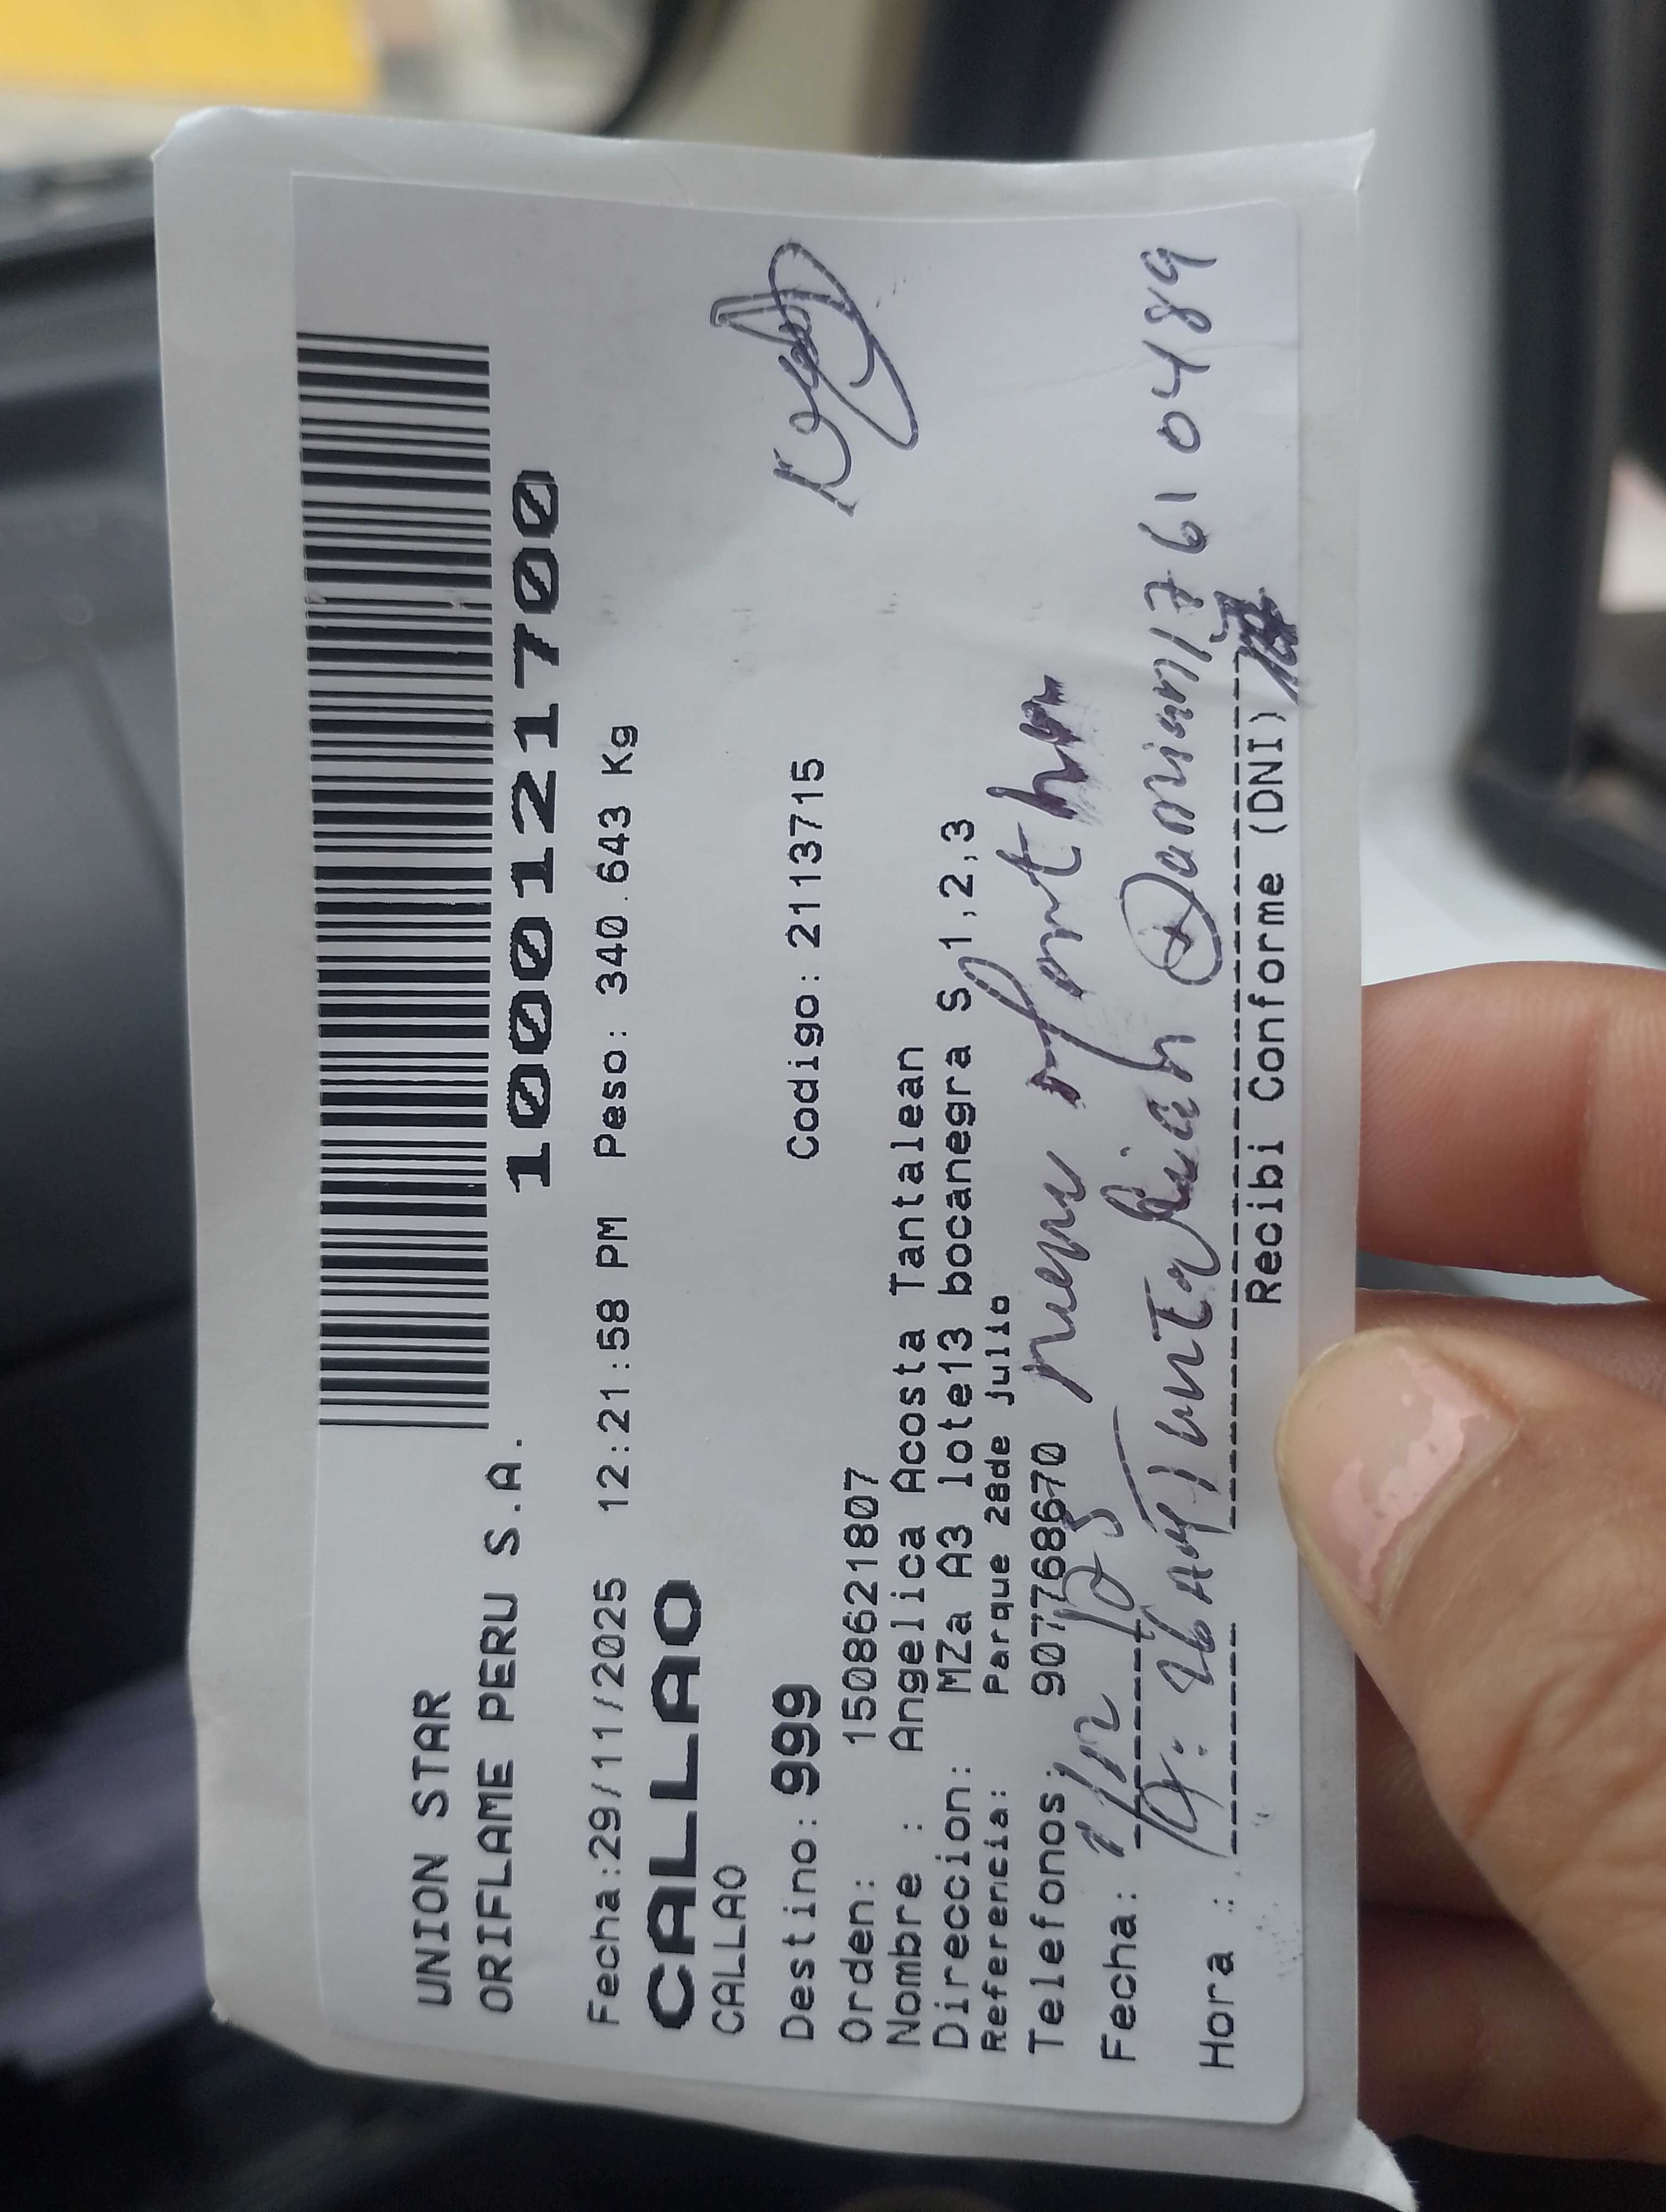 UNION STAR
ORIFLAME PERU S.A.
1000121700
Fecha:29/11/2025 12:21:58 PM Peso: 340.643 Kg
CALLAO
CALLAO
Destino: 999 Codigo: 2113715
Orden: 1508621807
Nombre : Angelica Acosta Tantalean
Direccion: MZa A3 lote13 bocanegra S 1,2,3
Referencia: Parque 28de julio
Telefonos: 907768670
Fecha:
76104189
Hora :
Recibi Conforme (DNI)